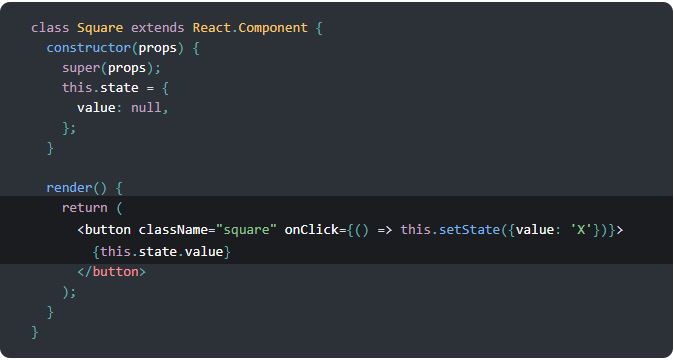 class Square extends React.Component {
  constructor(props) {
    super(props);
    this.state = {
      value: null,
    };
  }

  render() {
    return (
      <button className="square" onClick={() => this.setState({value: 'X'})}>
        {this.state.value}
      </button>
    );
  }
}